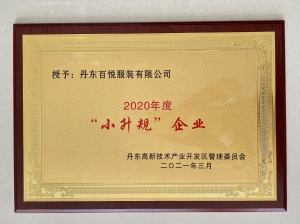 授予：丹东百悦服装有限公司
2020年度
“小升规”企业
丹东高新技术产业开发区管理委员会
二〇二一年三月